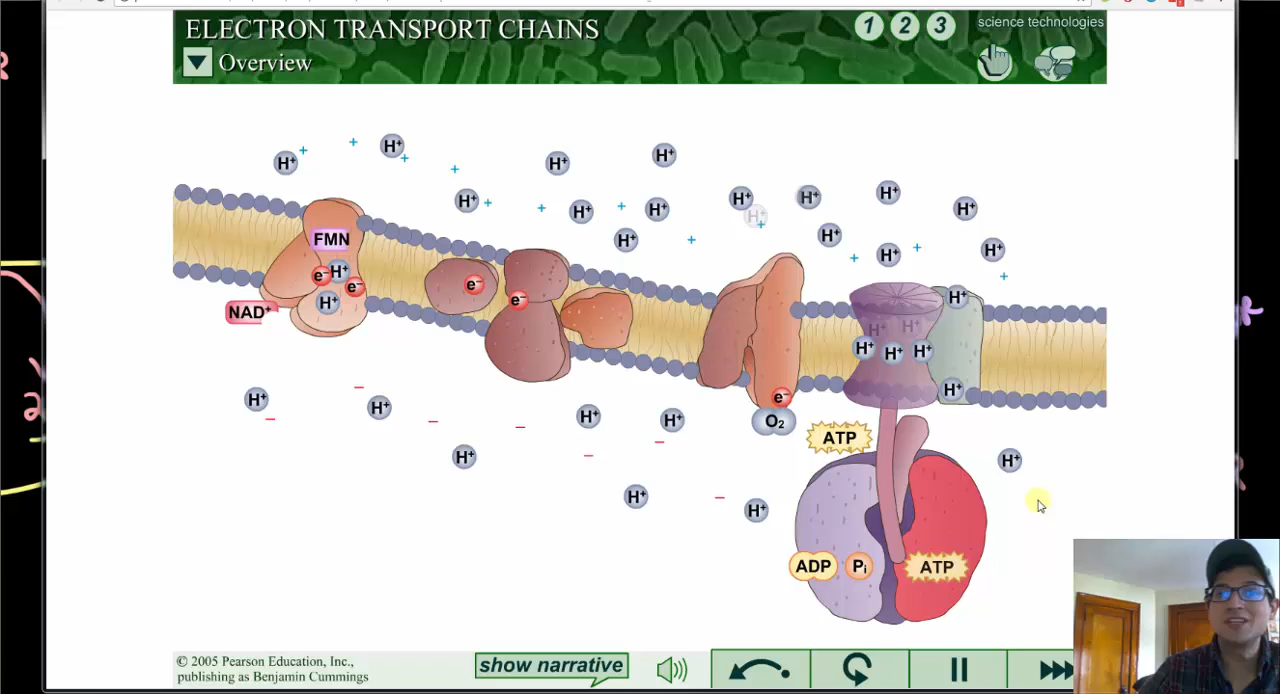 ELECTRON TRANSPORT CHAINS
1 2 3
science technologies
Overview
H⁺ + + H⁺ + H⁺ H⁺
+ H⁺ + + H⁺ + H⁺ H⁺ H⁺ H⁺ H⁺ H⁺
H⁺ + + H⁺ + H⁺ + H⁺ +
FMN
e⁻ H⁺ e⁻ e⁻
H⁺ e⁻ H⁺
NAD⁺
H⁺ H⁺
H⁺ H⁺ H⁺
H⁺ − H⁺ H⁺ H⁺ e⁻ H⁺
− − − − O₂
ATP
H⁺ − H⁺
H⁺ − H⁺
ADP Pᵢ ATP
© 2005 Pearson Education, Inc.,
publishing as Benjamin Cummings
show narrative